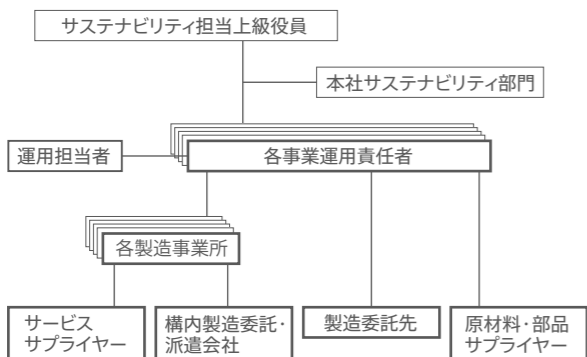 サステナビリティ担当上級役員
本社サステナビリティ部門
運用担当者
各事業運用責任者
各製造事業所
サービス
サプライヤー
構内製造委託・
派遣会社
製造委託先
原材料・部品
サプライヤー